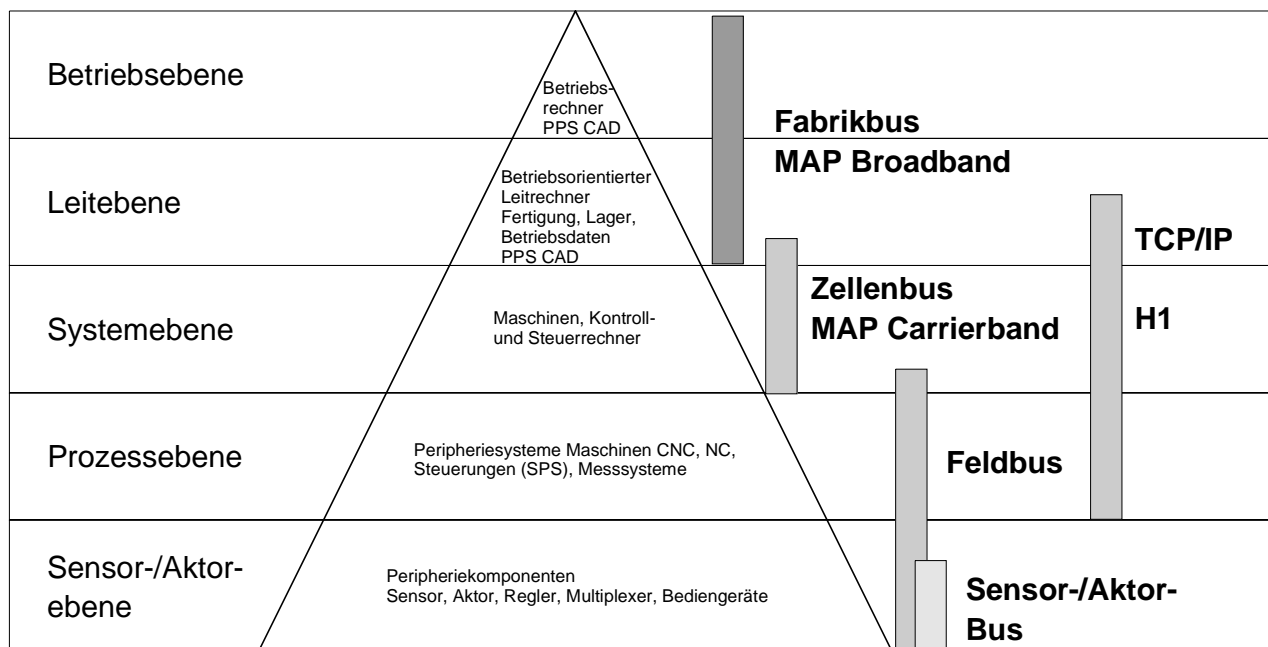 Betriebsebene
Betriebs-
rechner
PPS CAD
Fabrikbus
MAP Broadband
Leitebene
Betriebsorientierter
Leitrechner
Fertigung, Lager,
Betriebsdaten
PPS CAD
TCP/IP
Systemebene
Maschinen, Kontroll-
und Steuerrechner
Zellenbus
MAP Carrierband
H1
Prozessebene
Peripheriesysteme Maschinen CNC, NC,
Steuerungen (SPS), Messsysteme
Feldbus
Sensor-/Aktor-
ebene
Peripheriekomponenten
Sensor, Aktor, Regler, Multiplexer, Bediengeräte
Sensor-/Aktor-
Bus